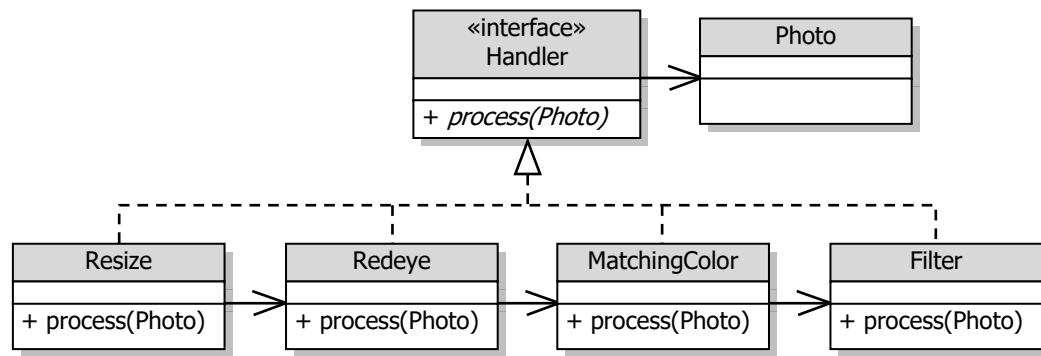 «interface»
Handler
+ process(Photo)
Photo
Resize
+ process(Photo)
Redeye
+ process(Photo)
MatchingColor
+ process(Photo)
Filter
+ process(Photo)